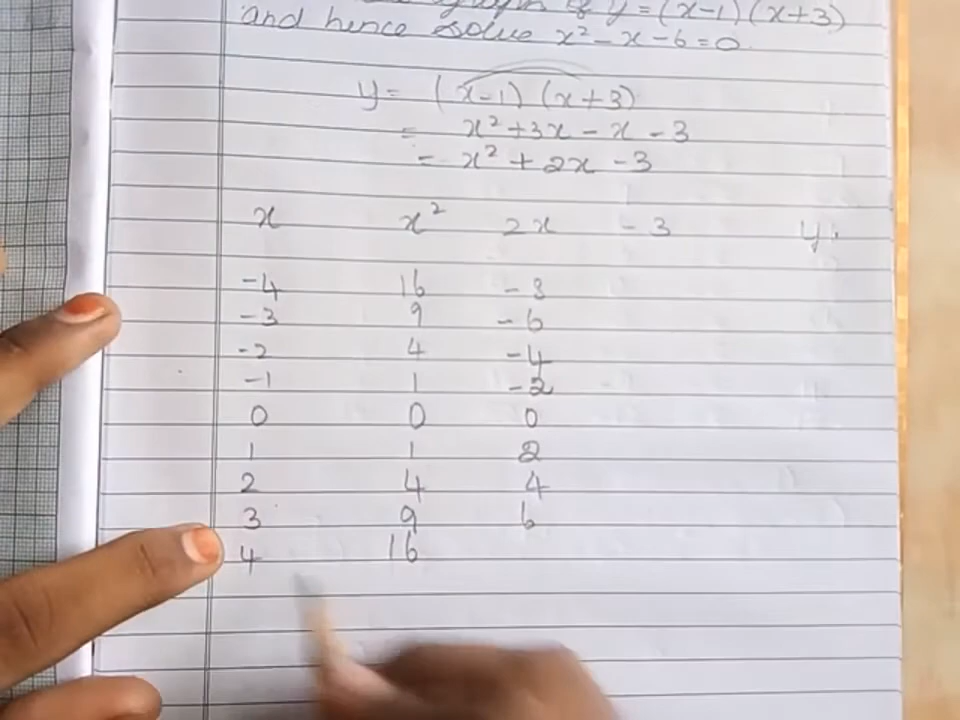 y = (x-1) (x+3)
and hence solve x² - x - 6 = 0
y = (x-1) (x+3)
= x² + 3x - x - 3
= x² + 2x - 3
x x² 2x - 3 y
-4 16 -8
-3 9 -6
-2 4 -4
-1 1 -2
0 0 0
1 1 2
2 4 4
3 9 6
4 16